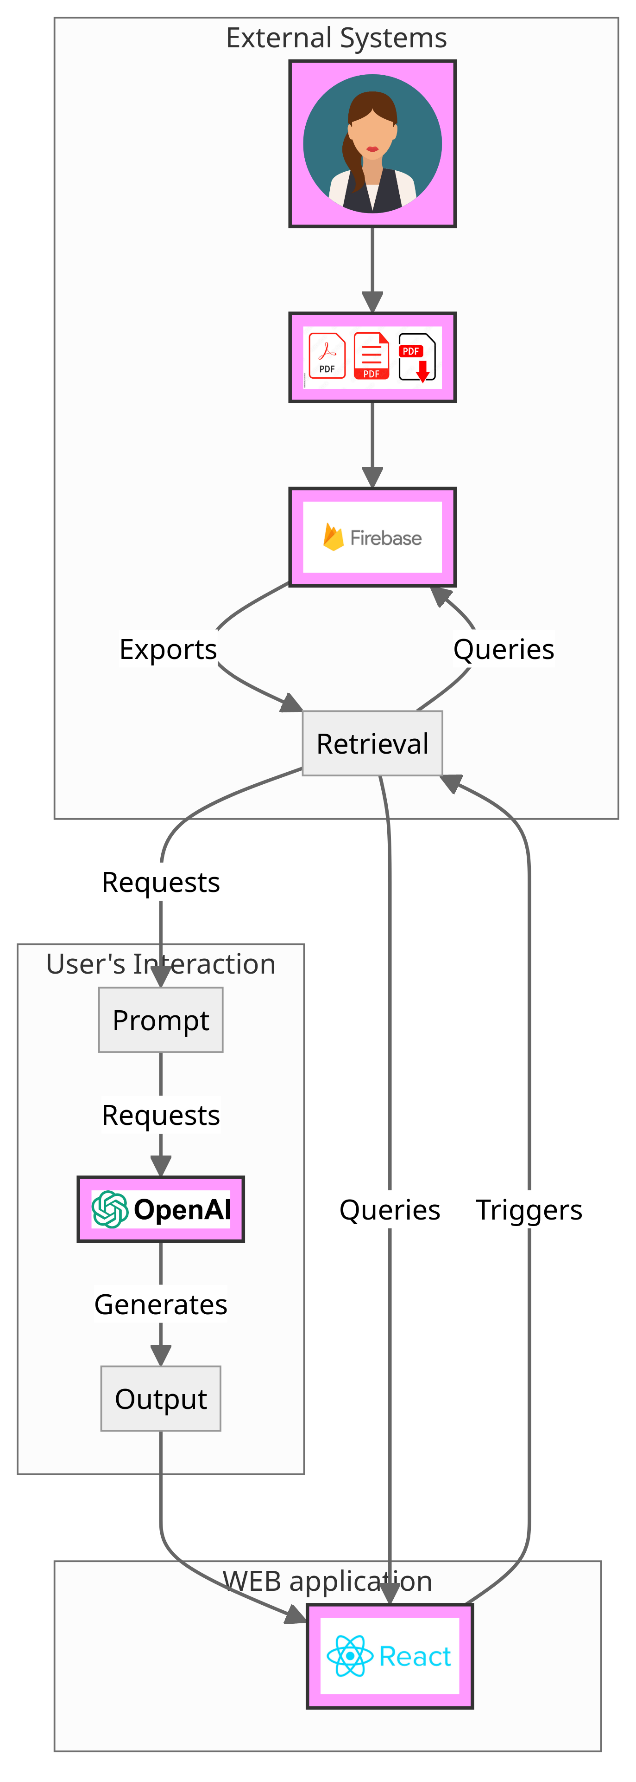 External Systems
PDF
PDF
PDF
Firebase
Exports
Queries
Retrieval
Requests
User's Interaction
Prompt
Requests
OpenAI
Queries
Triggers
Generates
Output
WEB application
React